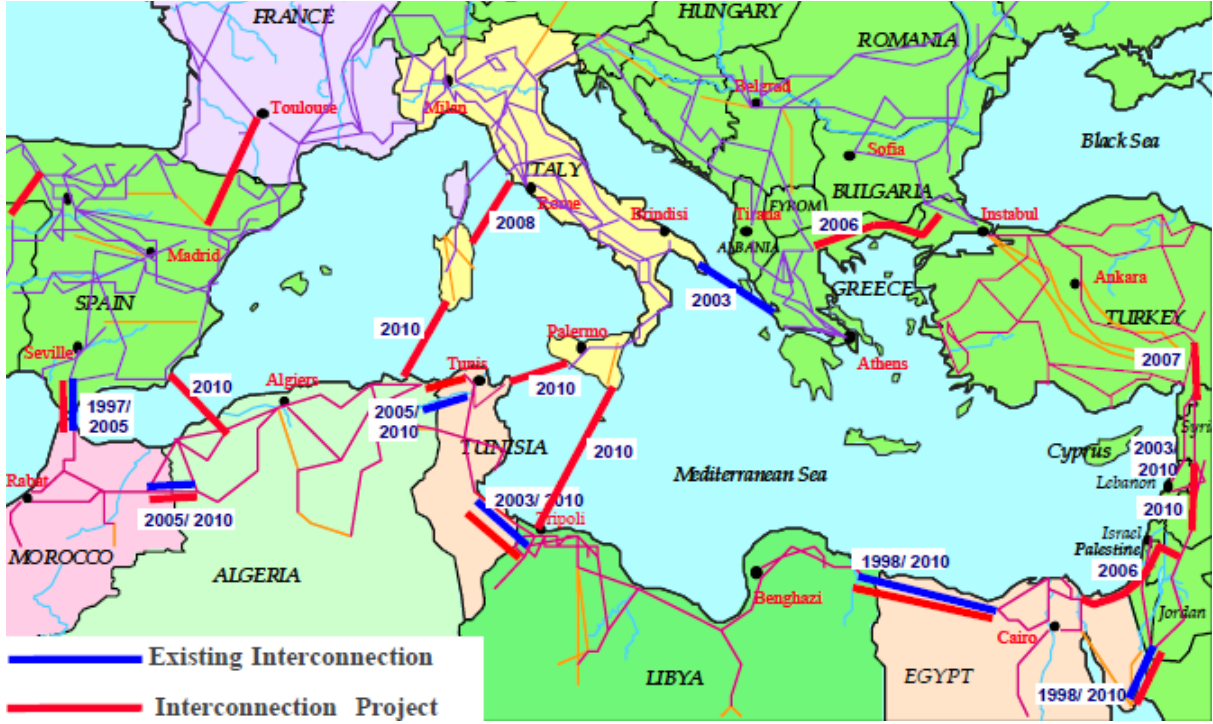 FRANCE
HUNGARY
ROMANIA
Toulouse
Milan
Belgrad
Black Sea
Sofia
ITALY
Rome
BULGARIA
Brindisi
Tirana
FYROM
Instabul
2008
2006
ALBANIA
Madrid
Ankara
SPAIN
2003
GREECE
TURKEY
2010
Palermo
Seville
Tunis
Athens
2007
Algiers
2010
2010
1997/
2005
2005/
2010
TUNISIA
2010
Syria
Cyprus
2003/
2010
Mediterranean Sea
Rabat
Lebanon
2003/ 2010
2010
2005/ 2010
Tripoli
Israel
Palestine
MOROCCO
ALGERIA
1998/ 2010
2006
Benghazi
Jordan
Cairo
Existing Interconnection
LIBYA
EGYPT
1998/ 2010
Interconnection Project